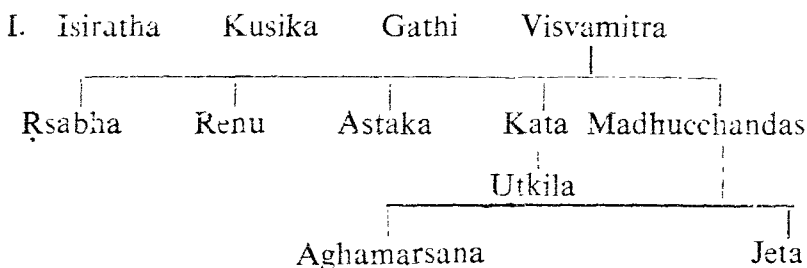 I. Isiratha Kusika Gathi Visvamitra
Ṛsabha Renu Astaka Kata Madhucchandas
Utkila
Aghamarsana Jeta